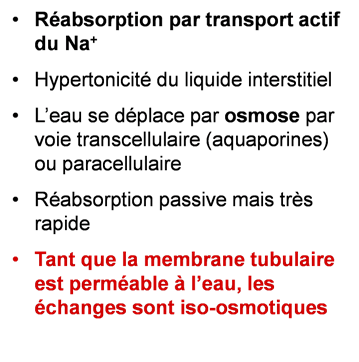 • Réabsorption par transport actif
du Na⁺
• Hypertonicité du liquide interstitiel
• L’eau se déplace par osmose par
voie transcellulaire (aquaporines)
ou paracellulaire
• Réabsorption passive mais très
rapide
• Tant que la membrane tubulaire
est perméable à l’eau, les
échanges sont iso-osmotiques